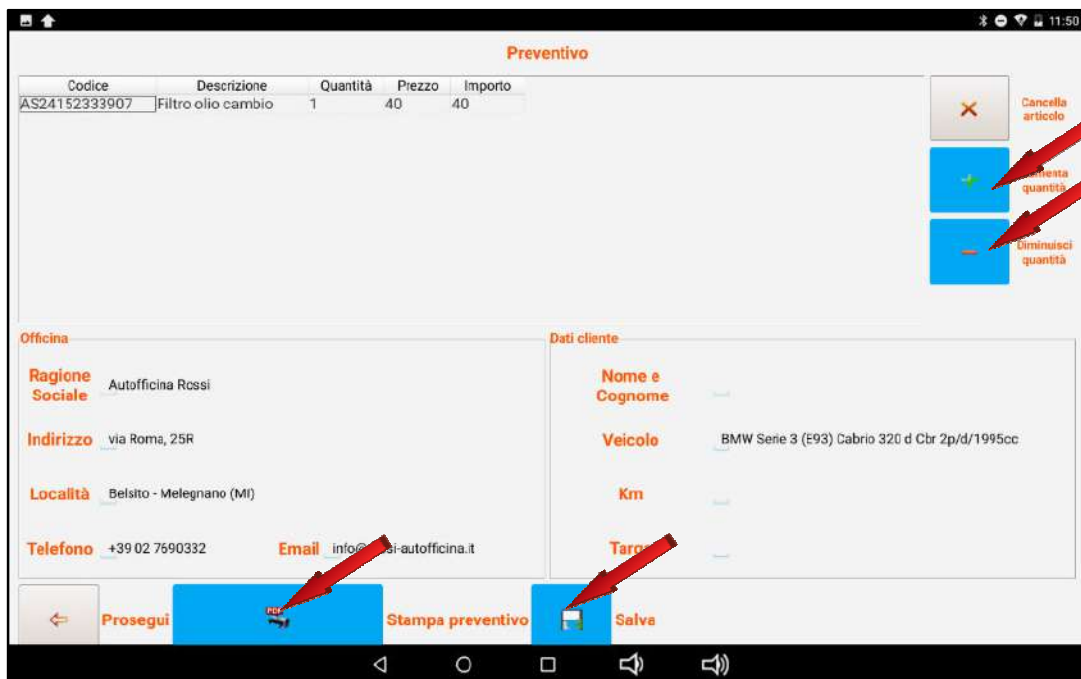 11:50
Preventivo
Codice Descrizione Quantità Prezzo Importo
AS24152333907 Filtro olio cambio 1 40 40
Cancella
articolo
quantità
Diminuisci
quantità
Officina
Ragione
Sociale
Autofficina Rossi
Indirizzo via Roma, 25R
Località Belsito - Melegnano (MI)
Telefono +39 02 7690332 Email
Dati cliente
Nome e
Cognome
Veicolo BMW Serie 3 (E93) Cabrio 320 d Cbr 2p/d/1995cc
Km
Prosegui
PDF
Stampa preventivo
Salva